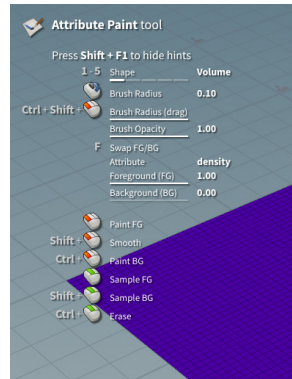 Attribute Paint tool
Press Shift + F1 to hide hints
1 - 5 Shape Volume
Brush Radius 0.10
Ctrl + Shift + Brush Radius (drag)
Brush Opacity 1.00
F Swap FG/BG
Attribute density
Foreground (FG) 1.00
Background (BG) 0.00
Paint FG
Shift + Smooth
Ctrl + Paint BG
Sample FG
Shift + Sample BG
Ctrl + Erase